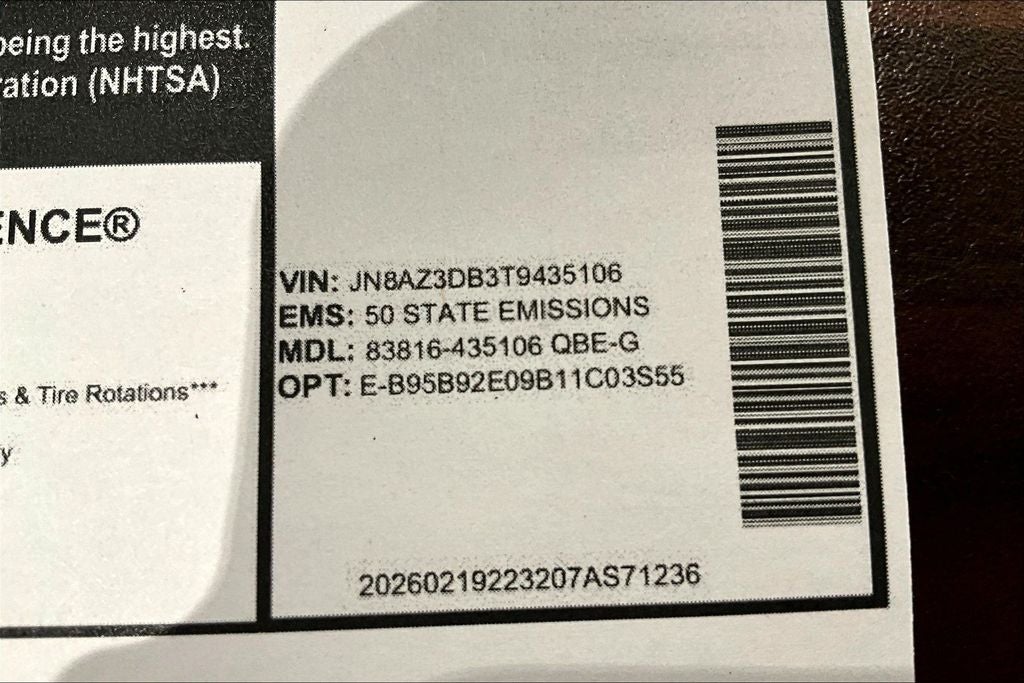 being the highest.
ration (NHTSA)
ENCE®
s & Tire Rotations***
y
VIN: JN8AZ3DB3T9435106
EMS: 50 STATE EMISSIONS
MDL: 83816-435106 QBE-G
OPT: E-B95B92E09B11C03S55
20260219223207AS71236